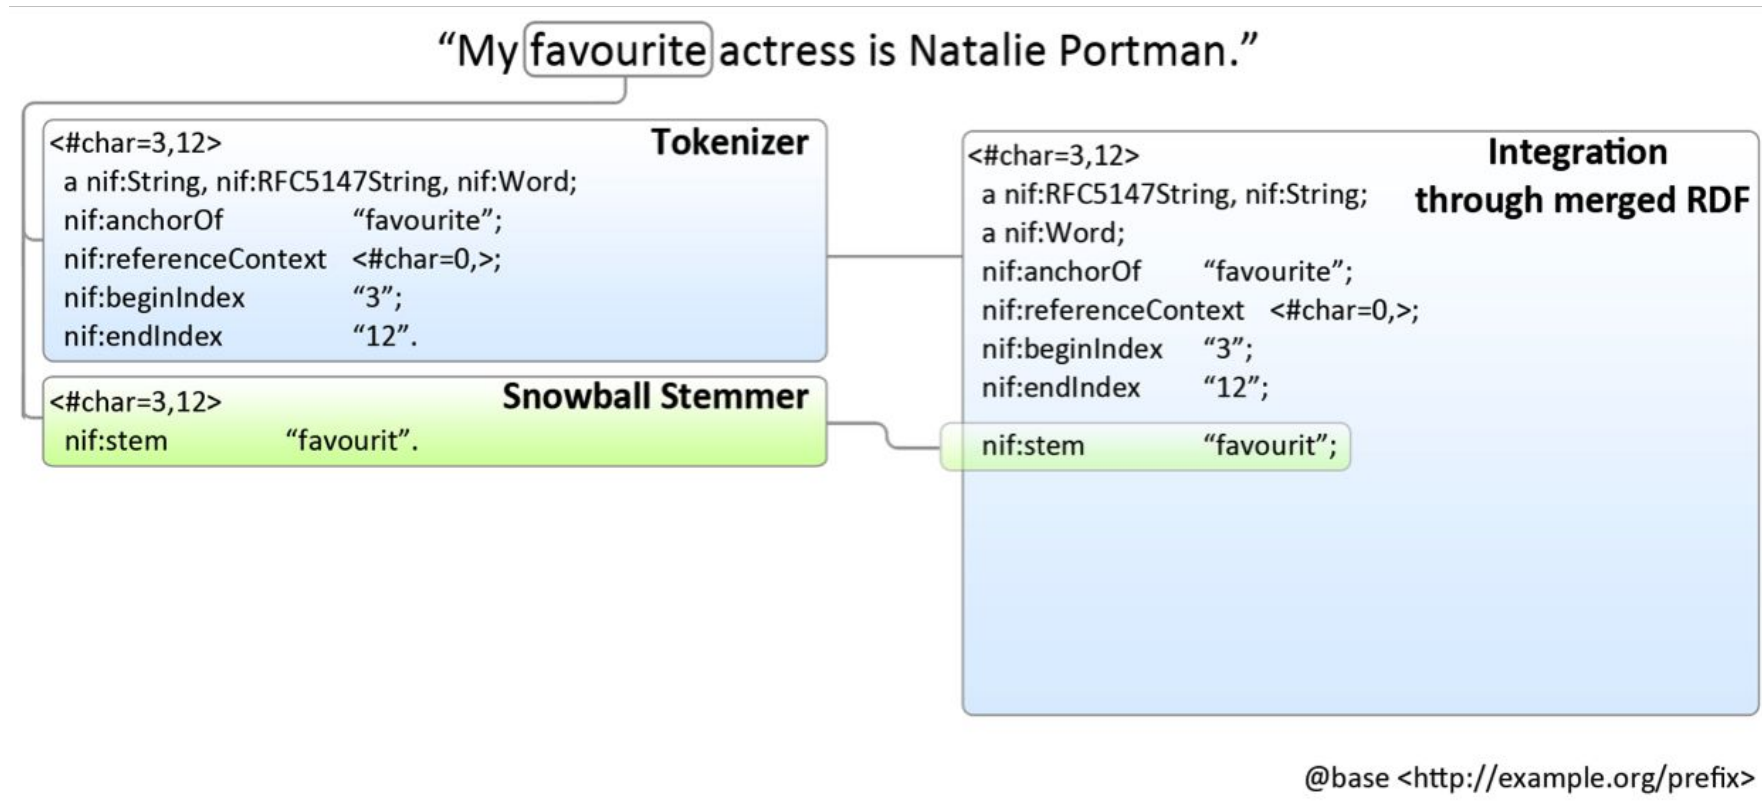 “My favourite actress is Natalie Portman.”
<#char=3,12>
Tokenizer
a nif:String, nif:RFC5147String, nif:Word;
nif:anchorOf “favourite”;
nif:referenceContext <#char=0,>;
nif:beginIndex “3”;
nif:endIndex “12”.
<#char=3,12>
Snowball Stemmer
nif:stem “favourit”.
<#char=3,12>
Integration
through merged RDF
a nif:RFC5147String, nif:String;
a nif:Word;
nif:anchorOf “favourite”;
nif:referenceContext <#char=0,>;
nif:beginIndex “3”;
nif:endIndex “12”;
nif:stem “favourit”;
@base <http://example.org/prefix>